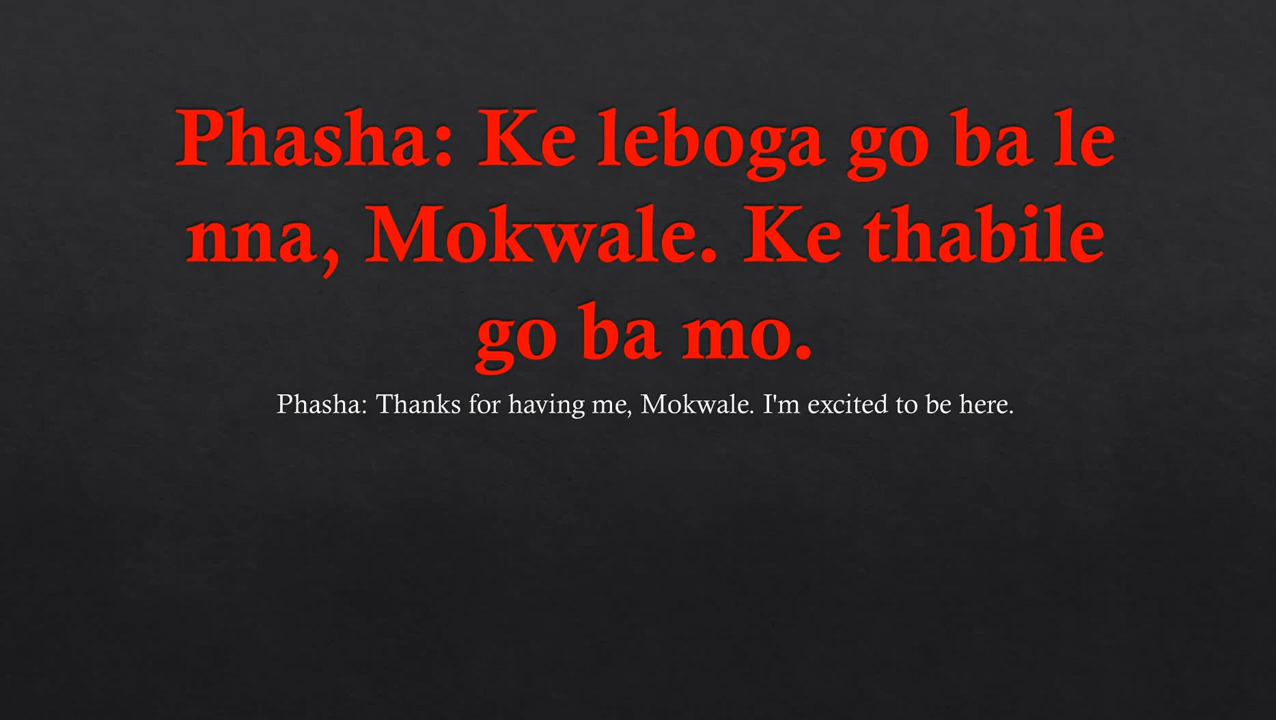 Phasha: Ke leboga go ba le
nna, Mokwale. Ke thabile
go ba mo.
Phasha: Thanks for having me, Mokwale. I'm excited to be here.